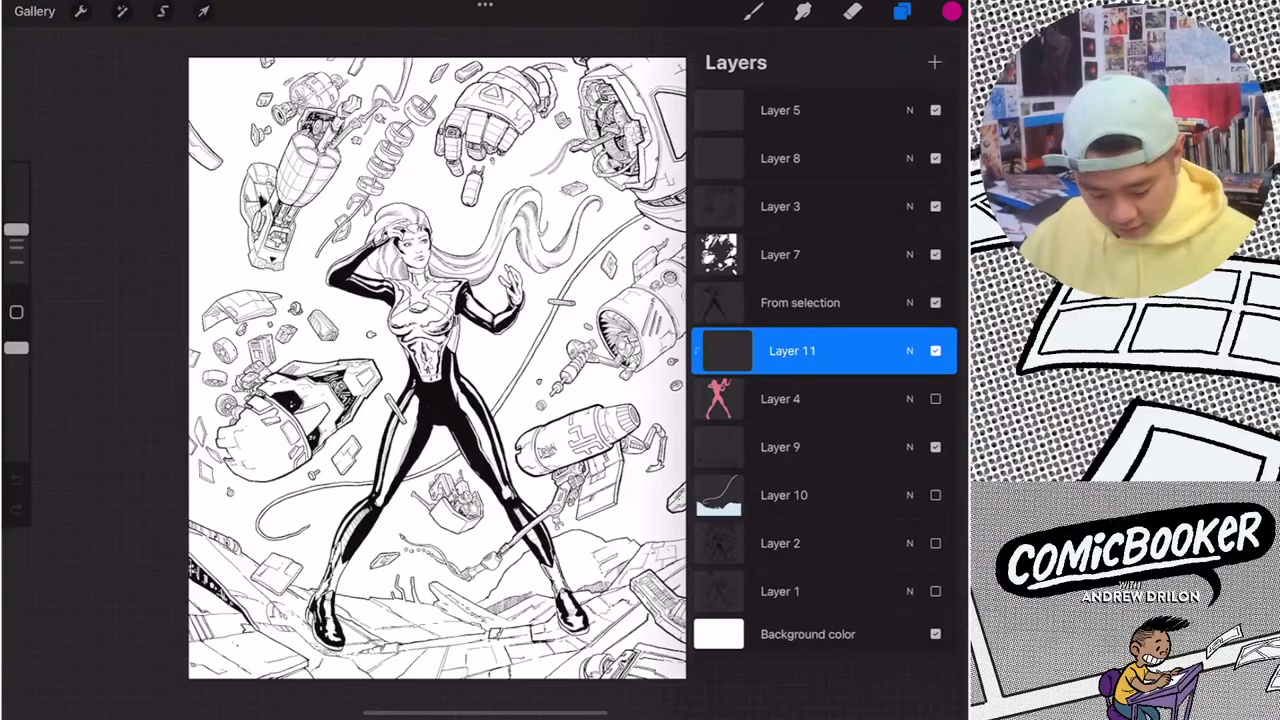 Gallery
Layers
Layer 5
N
Layer 8
N
Layer 3
N
Layer 7
N
From selection
N
Layer 11
N
Layer 4
N
Layer 9
N
Layer 10
N
Layer 2
N
Layer 1
N
Background color
COMICBOOKER
WITH
ANDREW DRILON